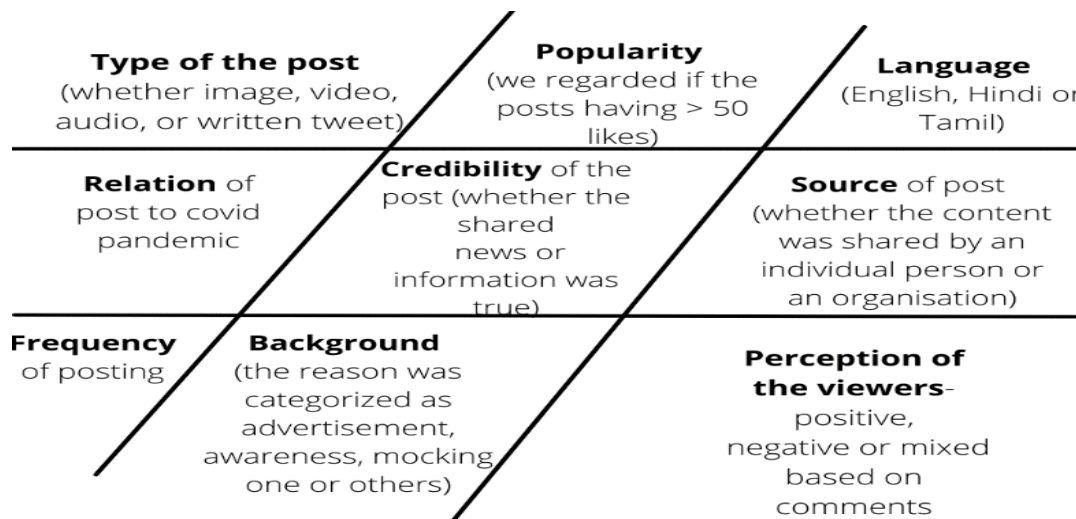 Type of the post
(whether image, video,
audio, or written tweet)
Popularity
(we regarded if the
posts having > 50
likes)
Language
(English, Hindi or
Tamil)
Relation of
post to covid
pandemic
Credibility of the
post (whether the
shared
news or
information was
true)
Source of post
(whether the content
was shared by an
individual person or
an organisation)
Frequency
of posting
Background
(the reason was
categorized as
advertisement,
awareness, mocking
one or others)
Perception of
the viewers-
positive,
negative or mixed
based on
comments